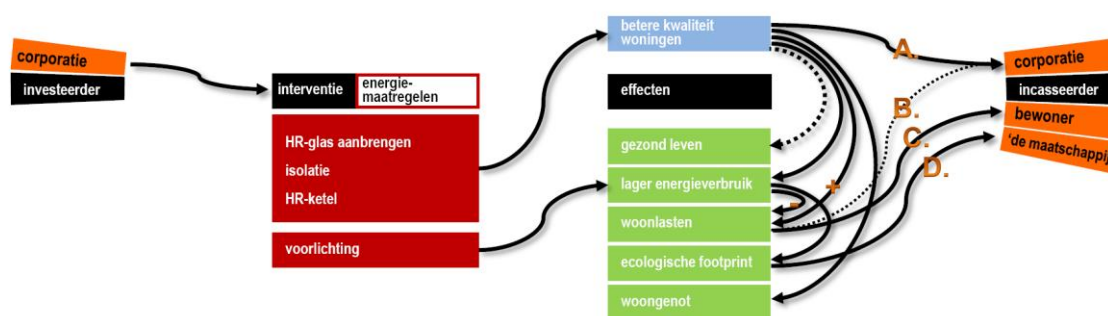 corporatie
investeerder
interventie
energie-
maatregelen
HR-glas aanbrengen
isolatie
HR-ketel
voorlichting
betere kwaliteit
woningen
effecten
gezond leven
lager energieverbruik
woonlasten
ecologische footprint
woongenot
A.
B.
C.
D.
+
-
corporatie
incasseerder
bewoner
'de maatschappij